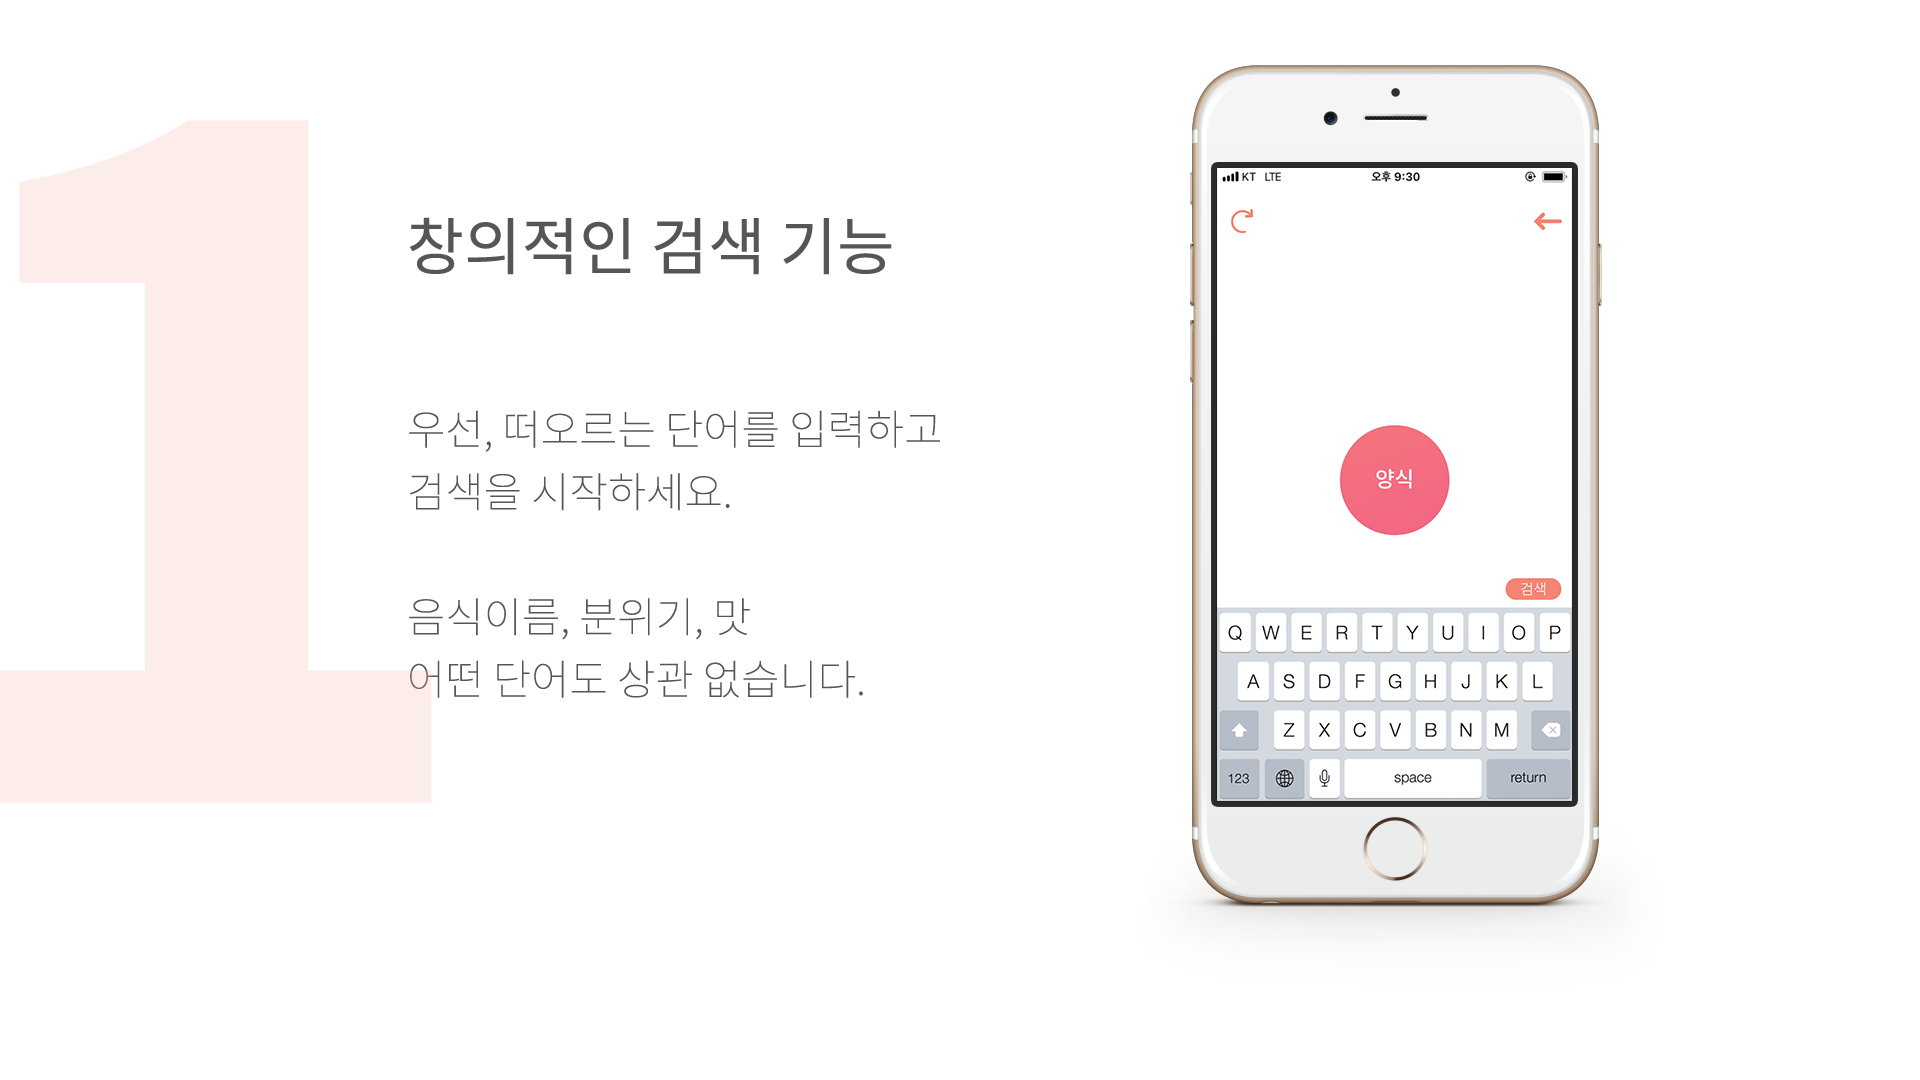 1
창의적인 검색 기능
우선, 떠오르는 단어를 입력하고
검색을 시작하세요.
음식이름, 분위기, 맛
어떤 단어도 상관 없습니다.
KT LTE 오후 9:30
양식
검색
Q W E R T Y U I O P
A S D F G H J K L
Z X C V B N M
123 space return